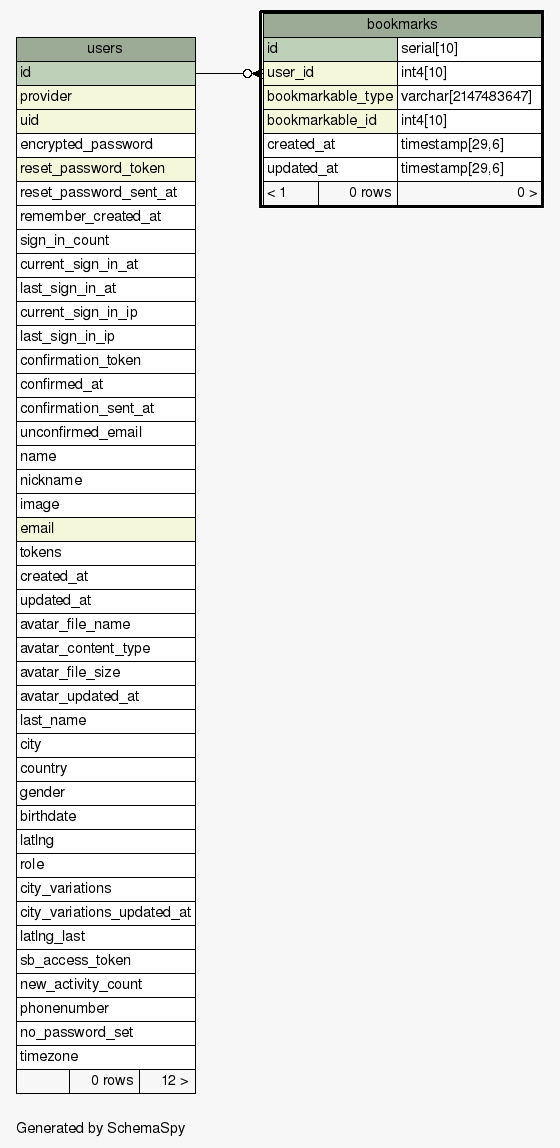 users
id
provider
uid
encrypted_password
reset_password_token
reset_password_sent_at
remember_created_at
sign_in_count
current_sign_in_at
last_sign_in_at
current_sign_in_ip
last_sign_in_ip
confirmation_token
confirmed_at
confirmation_sent_at
unconfirmed_email
name
nickname
image
email
tokens
created_at
updated_at
avatar_file_name
avatar_content_type
avatar_file_size
avatar_updated_at
last_name
city
country
gender
birthdate
latlng
role
city_variations
city_variations_updated_at
latlng_last
sb_access_token
new_activity_count
phonenumber
no_password_set
timezone
0 rows 12 >
bookmarks
id serial[10]
user_id int4[10]
bookmarkable_type varchar[2147483647]
bookmarkable_id int4[10]
created_at timestamp[29,6]
updated_at timestamp[29,6]
< 1 0 rows 0 >
Generated by SchemaSpy